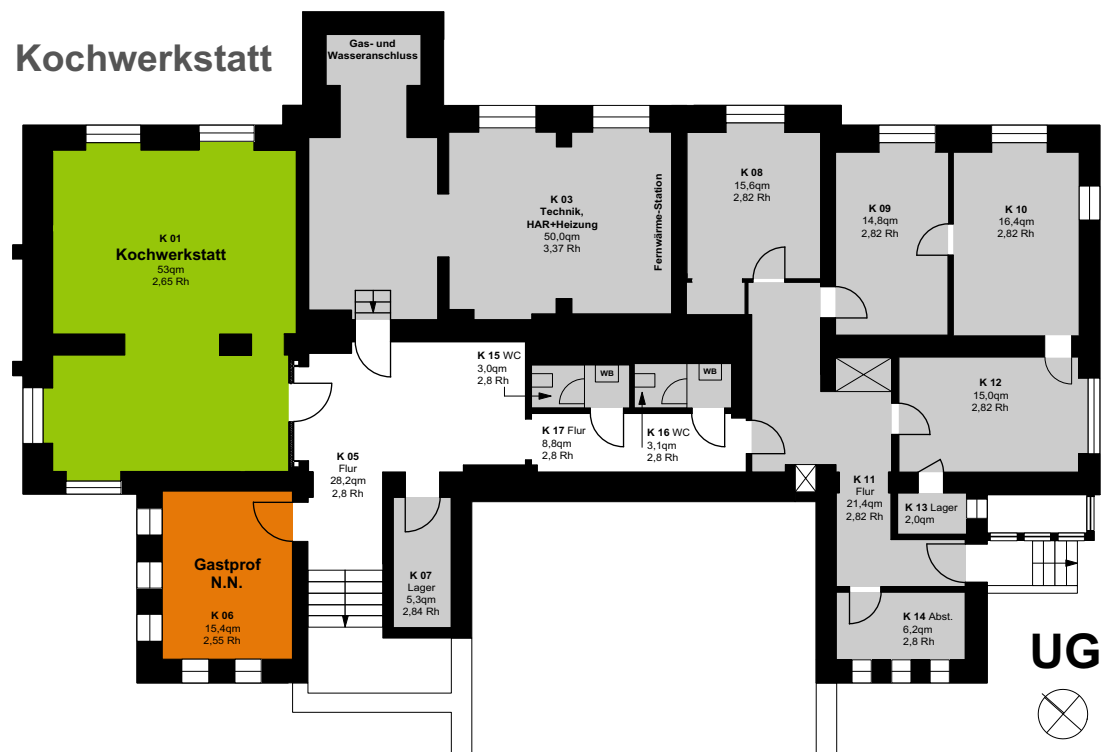 Kochwerkstatt
Gas- und
Wasseranschluss
K 01
Kochwerkstatt
53qm
2,65 Rh
K 03
Technik,
HAR+Heizung
50,0qm
3,37 Rh
Fernwärme-Station
K 08
15,6qm
2,82 Rh
K 09
14,8qm
2,82 Rh
K 10
16,4qm
2,82 Rh
K 15 WC
3,0qm
2,8 Rh
WB
WB
K 12
15,0qm
2,82 Rh
K 17 Flur
8,8qm
2,8 Rh
K 16 WC
3,1qm
2,8 Rh
K 05
Flur
28,2qm
2,8 Rh
K 11
Flur
21,4qm
2,82 Rh
K 13 Lager
2,0qm
Gastprof
N.N.
K 06
15,4qm
2,55 Rh
K 07
Lager
5,3qm
2,84 Rh
K 14 Abst.
6,2qm
2,8 Rh
UG